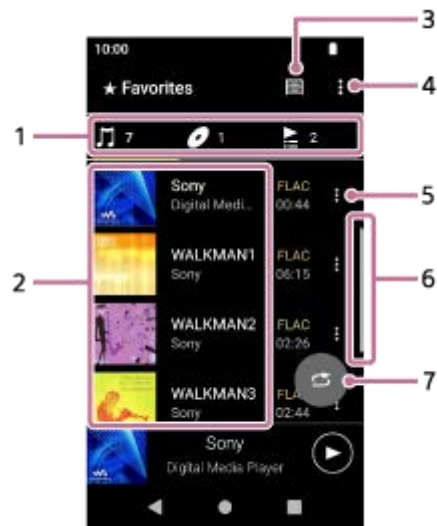 3
10:00
★ Favorites
4
1
7
1
2
Sony
FLAC
Digital Medi...
00:44
5
WALKMAN1
FLAC
Sony
06:15
6
2
WALKMAN2
FLAC
Sony
02:26
7
WALKMAN3
FLA
Sony
02:44
Sony
Digital Media Player